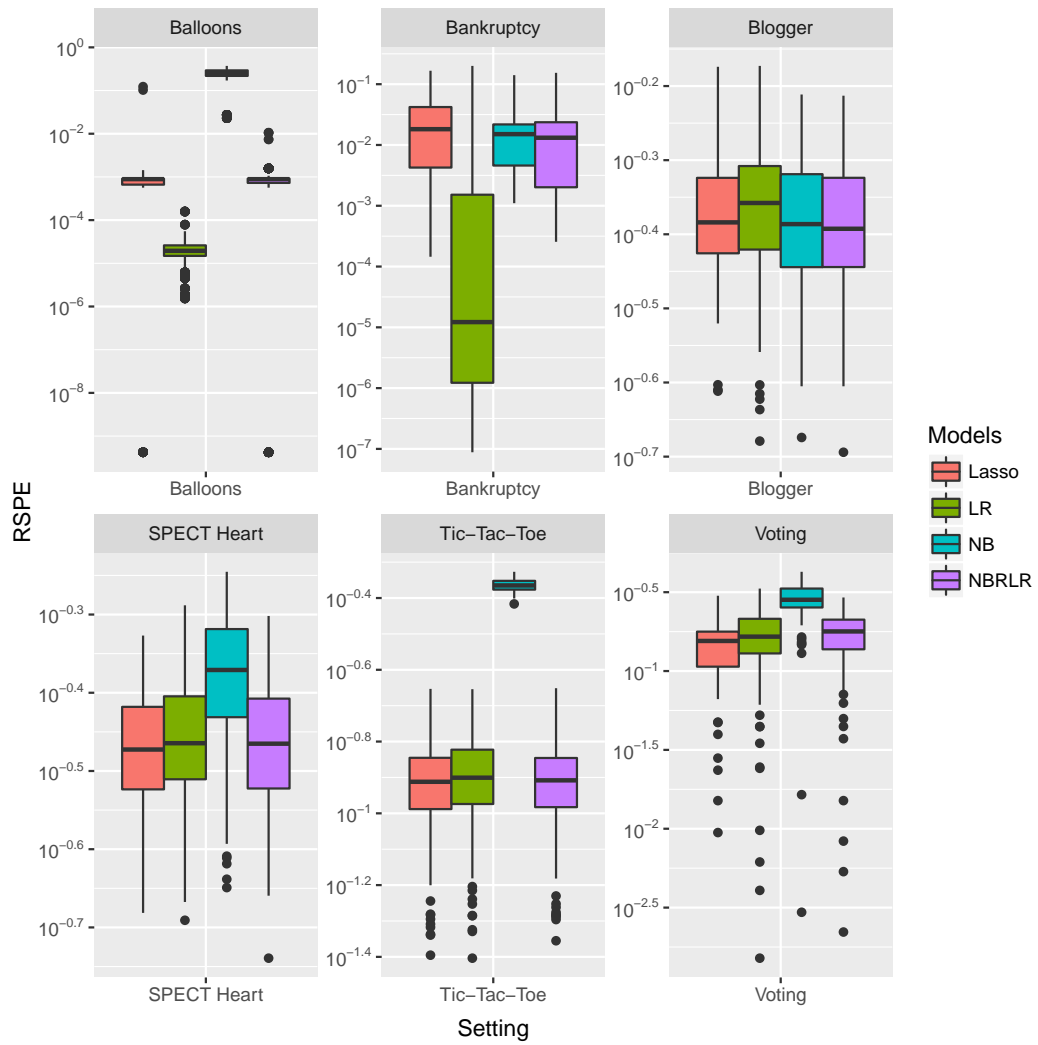 Balloons
Bankruptcy
Blogger
10^0
10^−2
10^−4
10^−6
10^−8
10^−1
10^−2
10^−3
10^−4
10^−5
10^−6
10^−7
10^−0.2
10^−0.3
10^−0.4
10^−0.5
10^−0.6
10^−0.7
Balloons
Bankruptcy
Blogger
RSPE
SPECT Heart
Tic−Tac−Toe
Voting
10^−0.3
10^−0.4
10^−0.5
10^−0.6
10^−0.7
10^−0.4
10^−0.6
10^−0.8
10^−1
10^−1.2
10^−1.4
10^−0.5
10^−1
10^−1.5
10^−2
10^−2.5
SPECT Heart
Tic−Tac−Toe
Voting
Setting
Models
Lasso
LR
NB
NBRLR